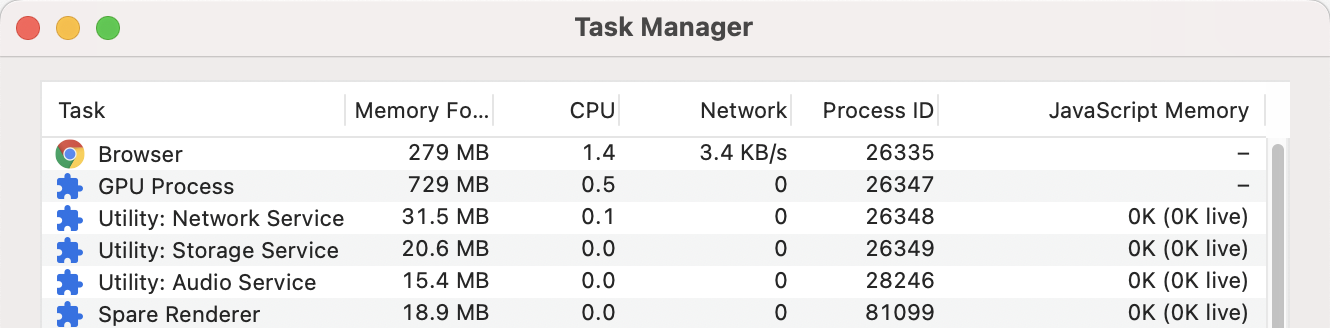 Task Manager
Task Memory Fo... CPU Network Process ID JavaScript Memory
Browser 279 MB 1.4 3.4 KB/s 26335 –
GPU Process 729 MB 0.5 0 26347 –
Utility: Network Service 31.5 MB 0.1 0 26348 0K (0K live)
Utility: Storage Service 20.6 MB 0.0 0 26349 0K (0K live)
Utility: Audio Service 15.4 MB 0.0 0 28246 0K (0K live)
Spare Renderer 18.9 MB 0.0 0 81099 0K (0K live)